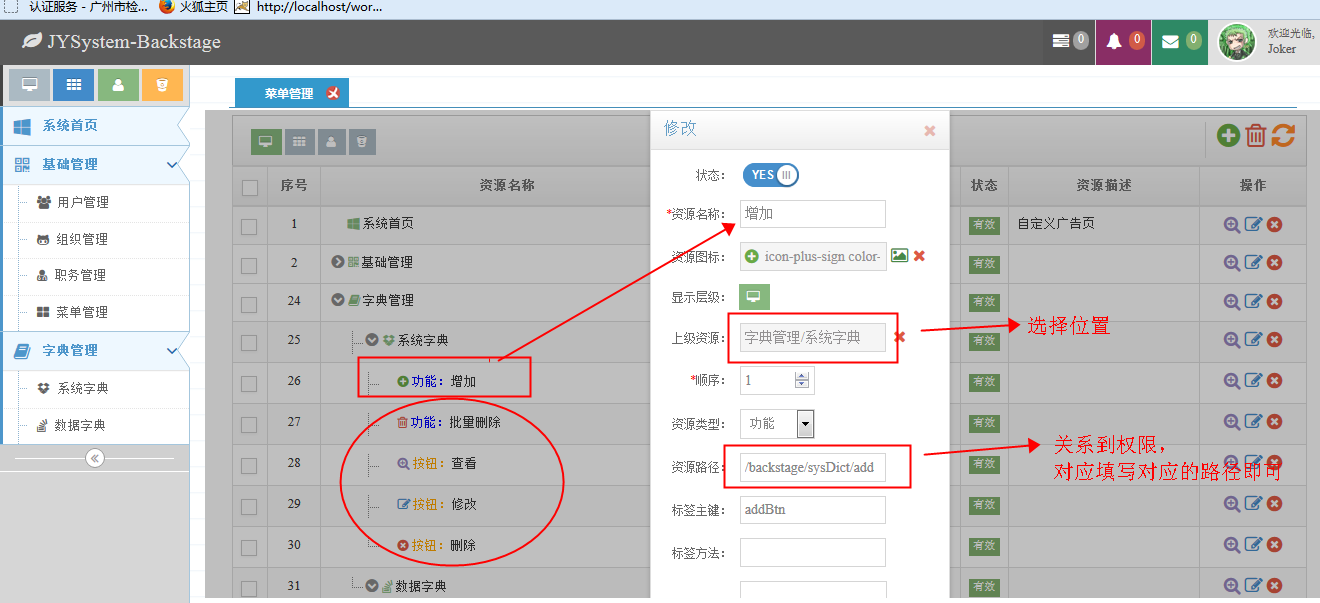 认证服务 - 广州市检... 火狐主页 http://localhost/wor...
JYSystem-Backstage
0 0 0
欢迎光临,
Joker
系统首页
基础管理
用户管理
组织管理
职务管理
菜单管理
字典管理
系统字典
数据字典
菜单管理
序号 资源名称 状态 资源描述 操作
1 系统首页 有效 自定义广告页
2 基础管理 有效
24 字典管理 有效
25 系统字典 有效
26 功能：增加 有效
27 功能：批量删除 有效
28 按钮：查看 有效
29 按钮：修改 有效
30 按钮：删除 有效
31 数据字典 有效
修改
状态： YES
*资源名称： 增加
资源图标： icon-plus-sign color-
显示层级：
上级资源： 字典管理/系统字典
*顺序： 1
资源类型： 功能
资源路径： /backstage/sysDict/add
标签主键： addBtn
标签方法：
选择位置
关系到权限，
对应填写对应的路径即可